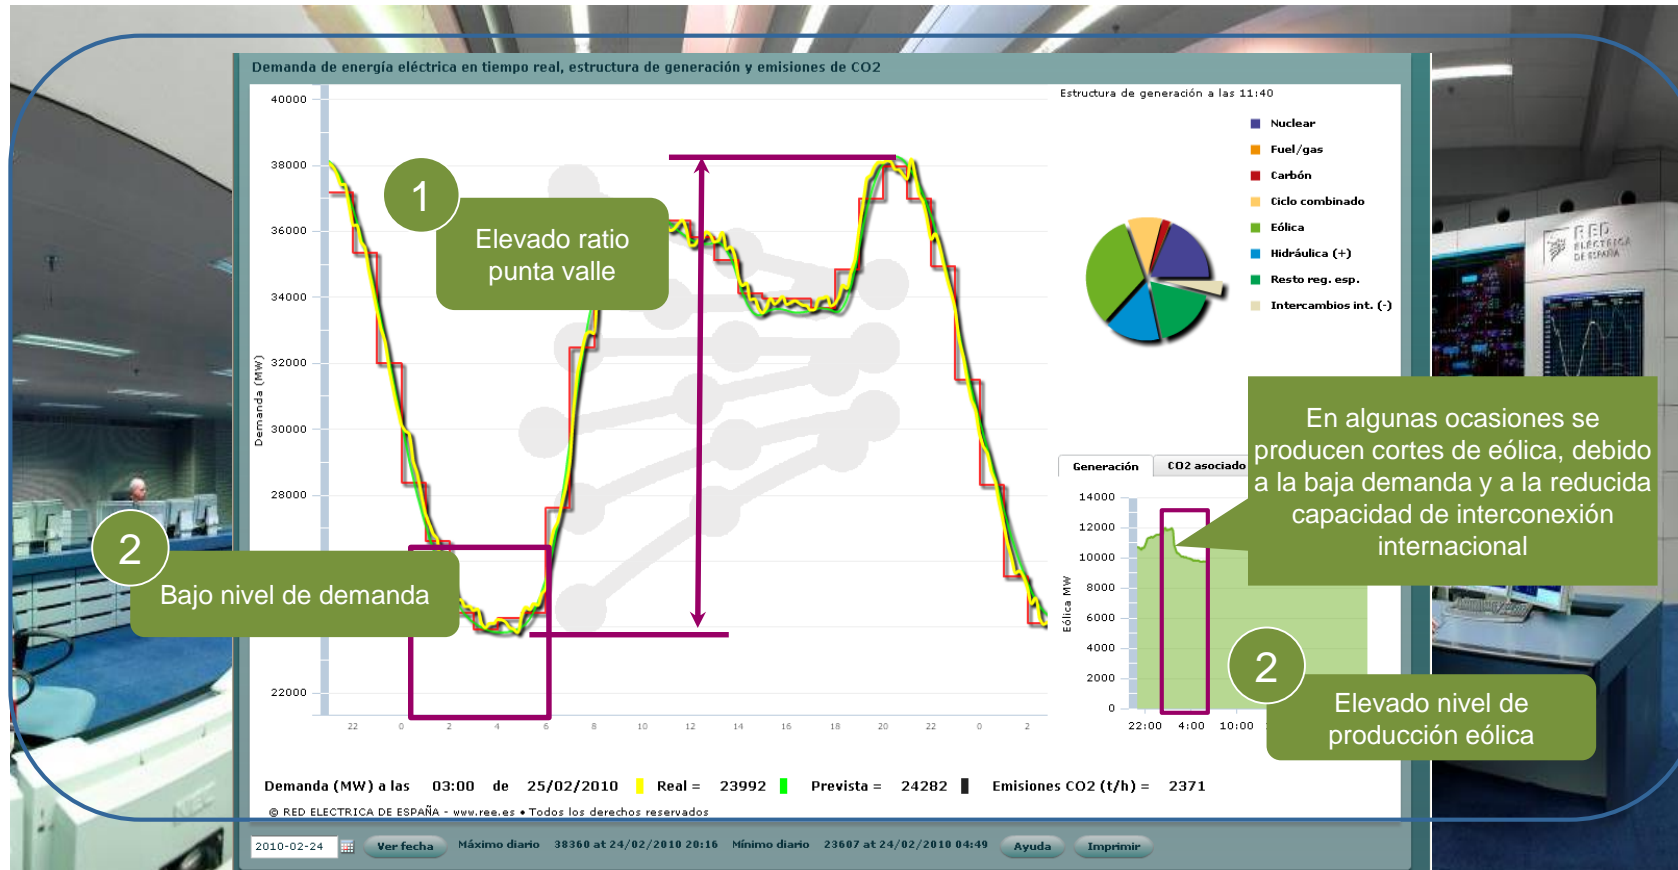 Demanda de energía eléctrica en tiempo real, estructura de generación y emisiones de CO2
40000
38000
36000
34000
32000
30000
28000
22000
Demanda (MW)
22 0 2 4 6 8 10 12 14 16 18 20 22 0 2
1
Elevado ratio
punta valle
2
Bajo nivel de demanda
Estructura de generación a las 11:40
Nuclear
Fuel/gas
Carbón
Ciclo combinado
Eólica
Hidráulica (+)
Resto reg. esp.
Intercambios int. (-)
RED
ELÉCTRICA
DE ESPAÑA
En algunas ocasiones se
producen cortes de eólica, debido
a la baja demanda y a la reducida
capacidad de interconexión
internacional
Generación CO2 asociado
14000
12000
10000
8000
6000
4000
2000
0
Eólica MW
22:00 4:00 10:00
2
Elevado nivel de
producción eólica
Demanda (MW) a las 03:00 de 25/02/2010 Real = 23992 Prevista = 24282 Emisiones CO2 (t/h) = 2371
© RED ELECTRICA DE ESPAÑA - www.ree.es • Todos los derechos reservados
2010-02-24 Ver fecha Máximo diario 38360 at 24/02/2010 20:16 Mínimo diario 23607 at 24/02/2010 04:49 Ayuda Imprimir